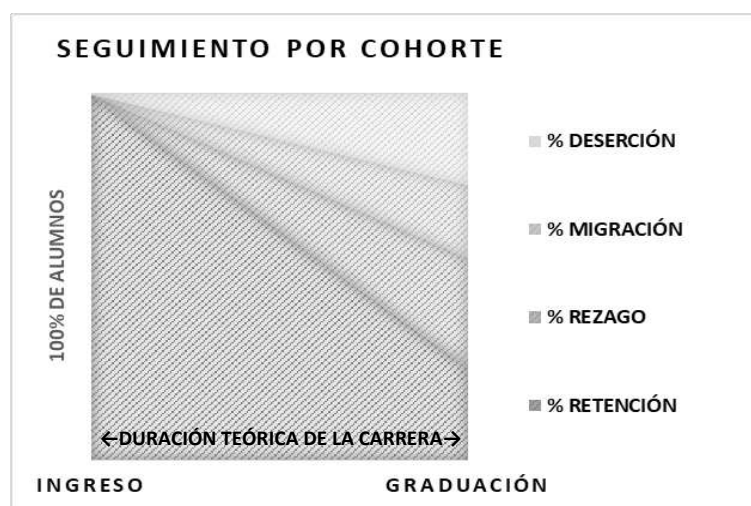 SEGUIMIENTO POR COHORTE
% DESERCIÓN
% MIGRACIÓN
% REZAGO
% RETENCIÓN
100% DE ALUMNOS
←DURACIÓN TEÓRICA DE LA CARRERA→
INGRESO
GRADUACIÓN